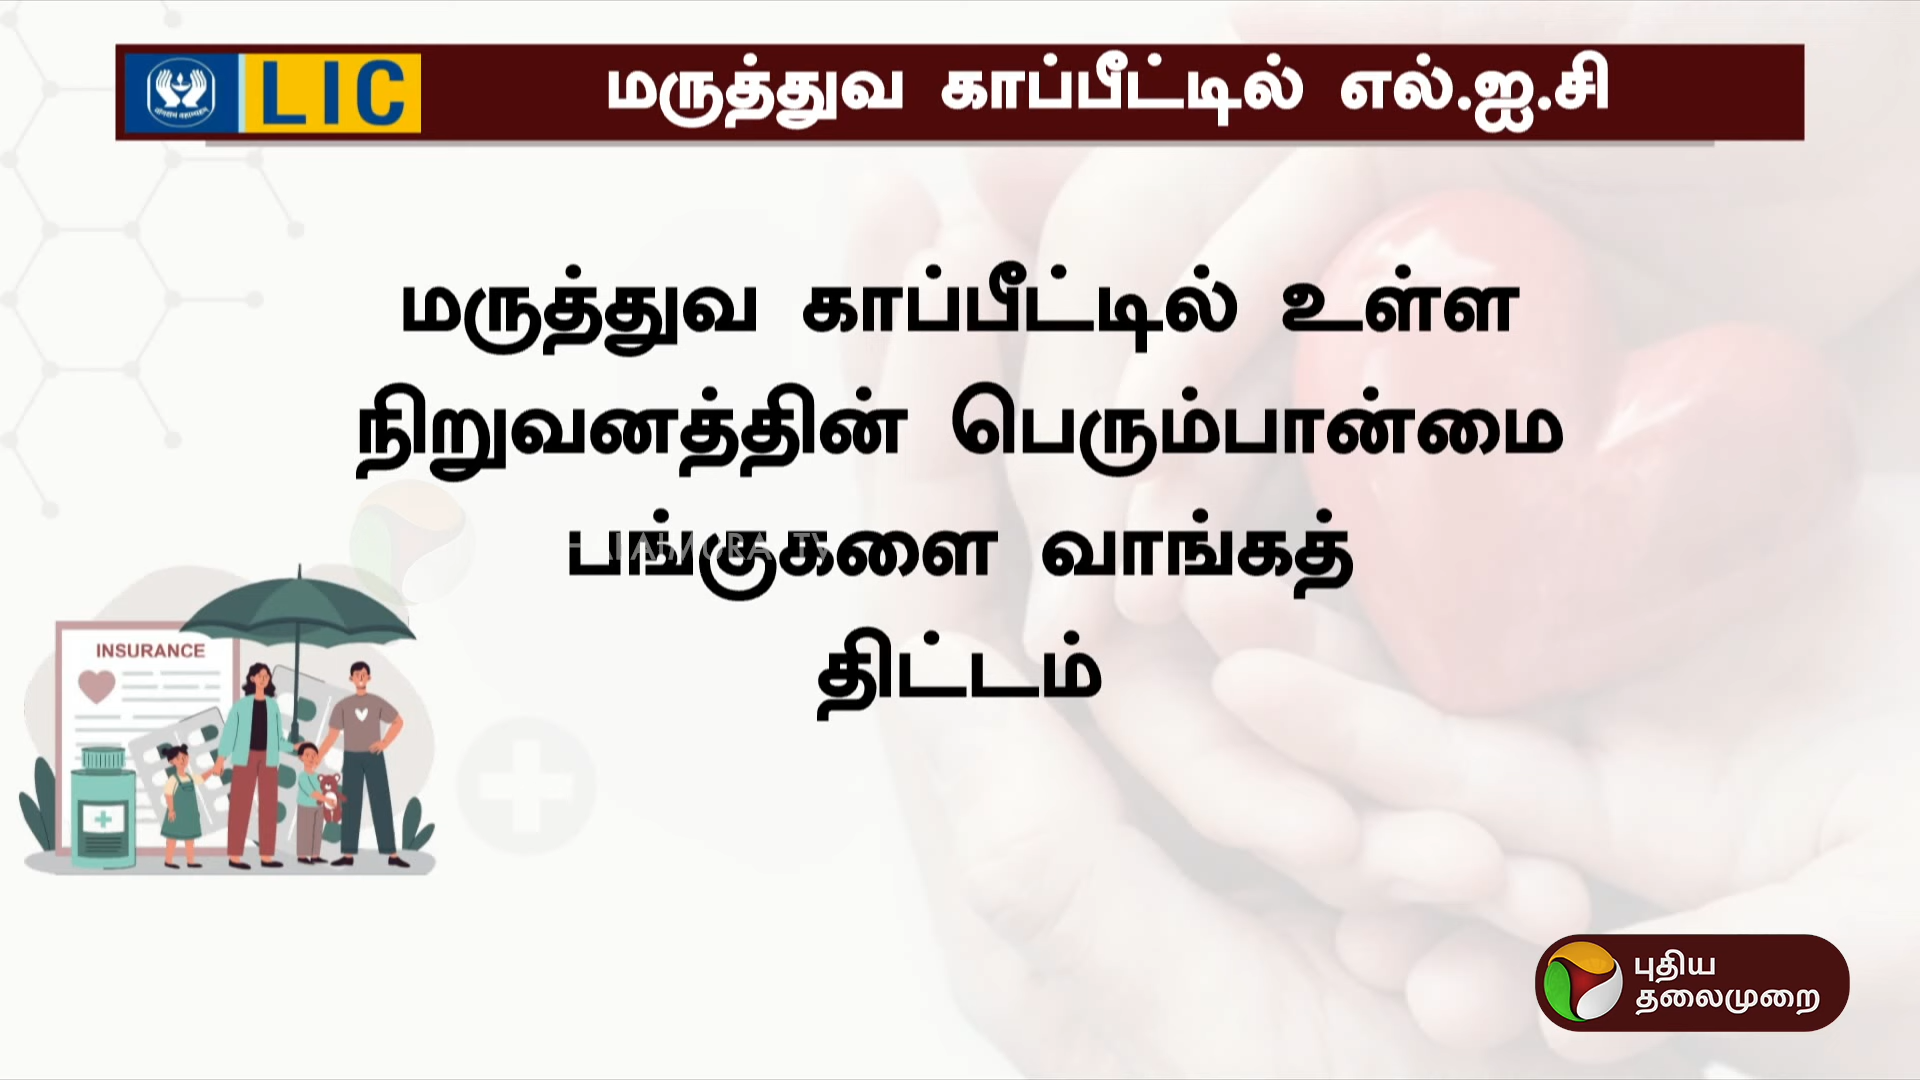 LIC
மருத்துவ காப்பீட்டில் எல்.ஐ.சி
மருத்துவ காப்பீட்டில் உள்ள
நிறுவனத்தின் பெரும்பான்மை
பங்குகளை வாங்கத்
திட்டம்
INSURANCE
புதிய
தலைமுறை